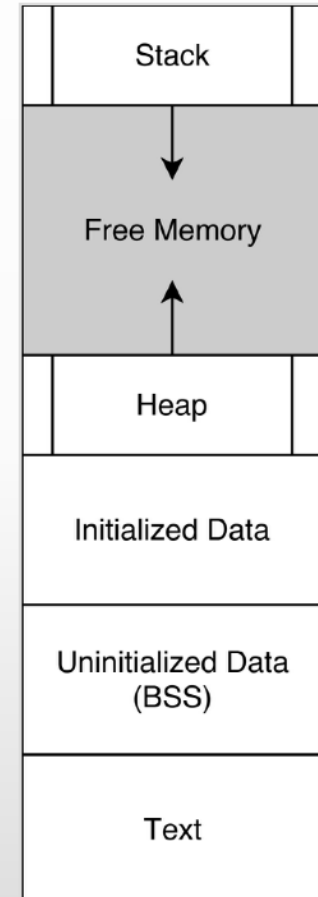 Stack
Free Memory
Heap
Initialized Data
Uninitialized Data
(BSS)
Text